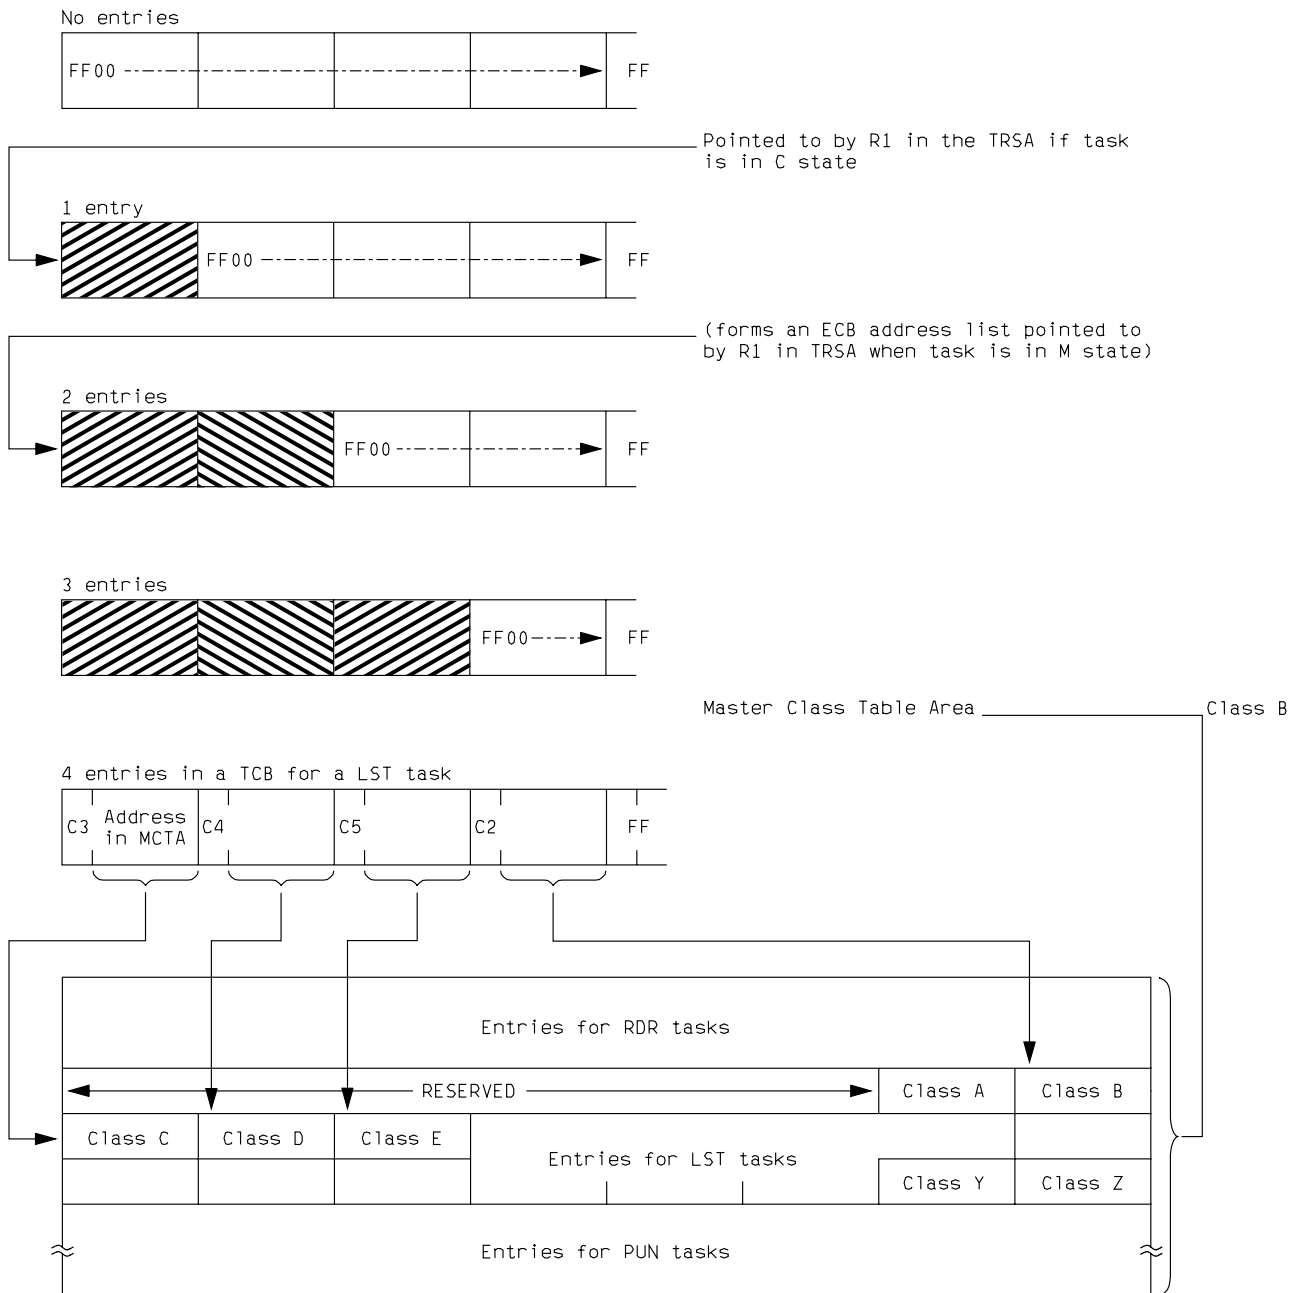 No entries
FF00 FF
Pointed to by R1 in the TRSA if task
is in C state
1 entry
FF00 FF
(forms an ECB address list pointed to
by R1 in TRSA when task is in M state)
2 entries
FF00 FF
3 entries
FF00 FF
Master Class Table Area Class B
4 entries in a TCB for a LST task
C3 Address in MCTA C4 C5 C2 FF
Entries for RDR tasks
RESERVED Class A Class B
Class C Class D Class E
Entries for LST tasks
Class Y Class Z
Entries for PUN tasks